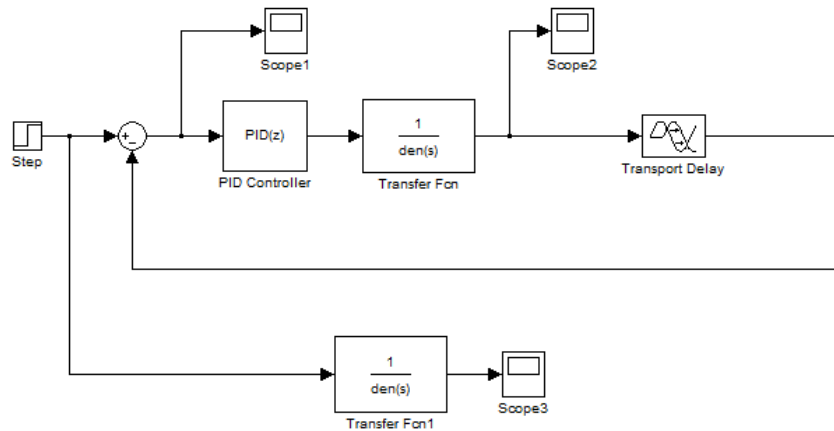 Scope1
Scope2
Step
+
−
PID(z)
PID Controller
1
den(s)
Transfer Fcn
Transport Delay
1
den(s)
Transfer Fcn1
Scope3